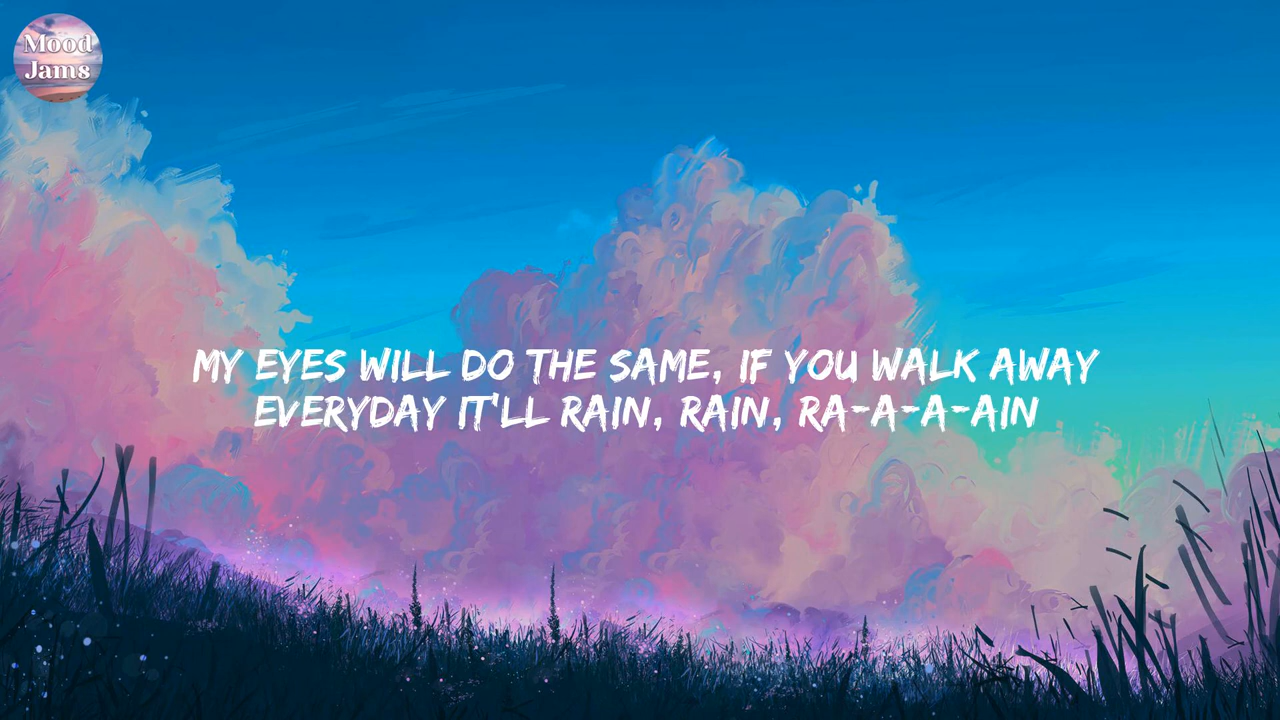 Mood
Jams
MY EYES WILL DO THE SAME, IF YOU WALK AWAY
EVERYDAY IT'LL RAIN, RAIN, RA-A-A-AIN